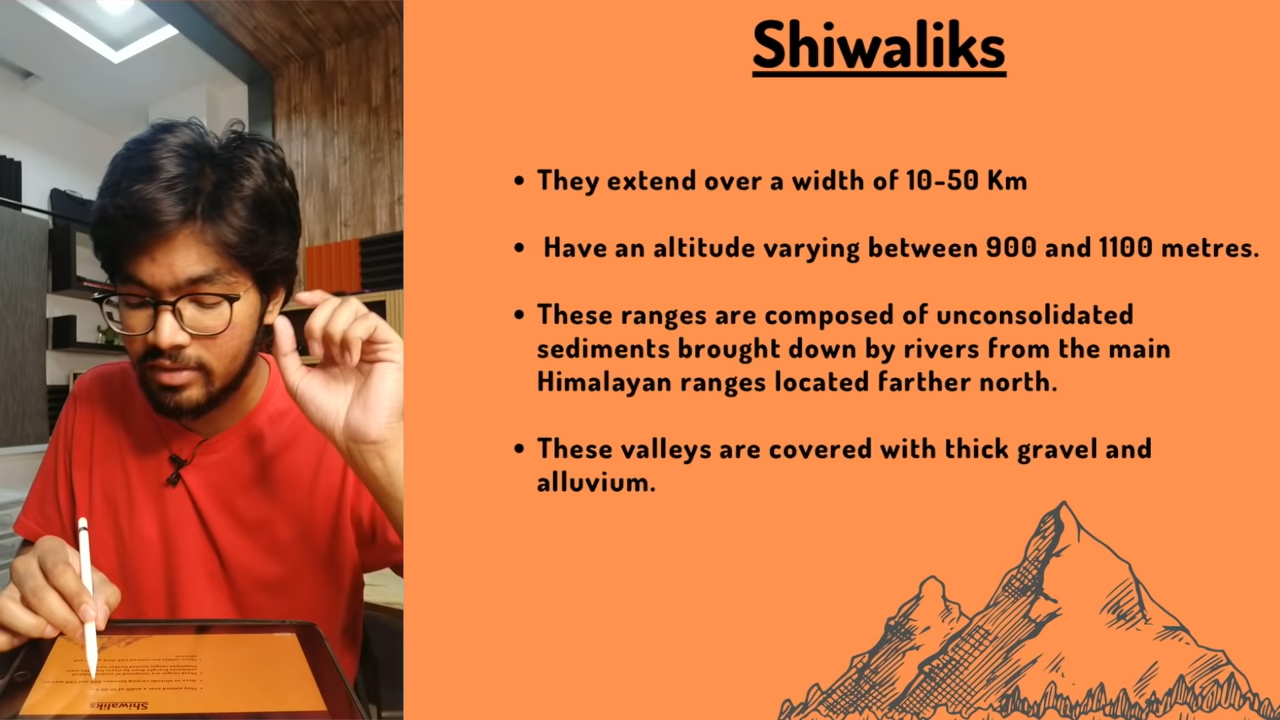 Shiwaliks
• They extend over a width of 10-50 Km
• Have an altitude varying between 900 and 1100 metres.
• These ranges are composed of unconsolidated
sediments brought down by rivers from the main
Himalayan ranges located farther north.
• These valleys are covered with thick gravel and
alluvium.
Shiwaliks